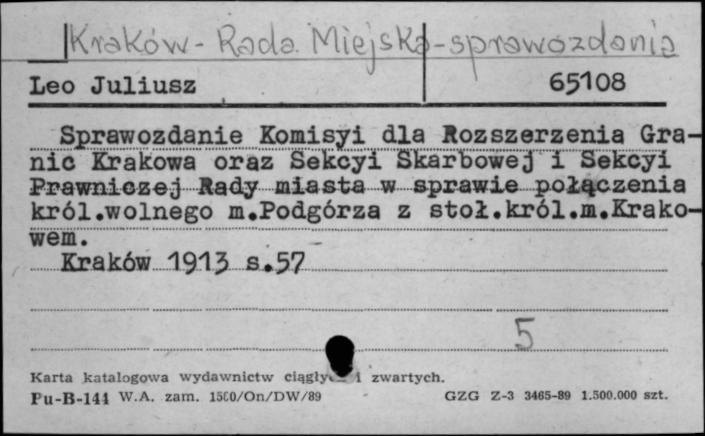 Kraków - Rada Miejska - sprawozdania
Leo Juliusz 65108
Sprawozdanie Komisyi dla Rozszerzenia Gra-
nic Krakowa oraz Sekcyi Skarbowej i Sekcyi
Prawniczej Rady miasta w sprawie połączenia
król.wolnego m.Podgórza z stoł.król.m.Krako-
wem.
Kraków 1913 s.57
5
Karta katalogowa wydawnictw i zwartych.
Pu-B-144 W.A. zam. 1500/On/DW/89 GZG Z-3 3465-89 1.500.000 szt.